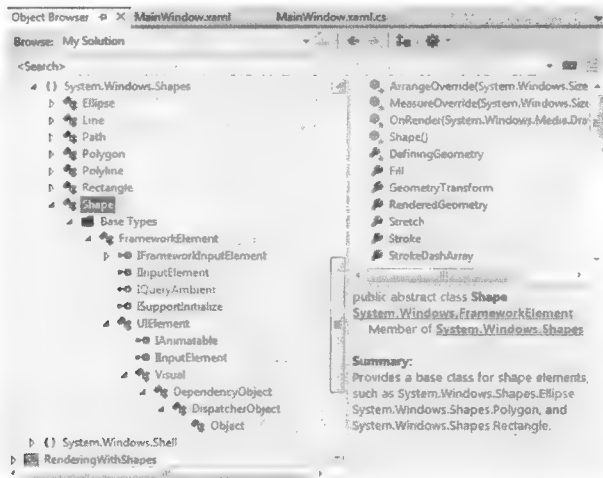 Object Browser MainWindow.xaml MainWindow.xaml.cs
Browse: My Solution
<Search>
{} System.Windows.Shapes
Ellipse
Line
Path
Polygon
Polyline
Rectangle
Shape
Base Types
FrameworkElement
IFrameworkInputElement
IInputElement
IQueryAmbient
ISupportInitialize
UIElement
IAnimatable
IInputElement
Visual
DependencyObject
DispatcherObject
Object
{} System.Windows.Shell
RenderingWithShapes
ArrangeOverride(System.Windows.Size
MeasureOverride(System.Windows.Size
OnRender(System.Windows.Media.Dra
Shape()
DefiningGeometry
Fill
GeometryTransform
RenderedGeometry
Stretch
Stroke
StrokeDashArray
public abstract class Shape
System.Windows.FrameworkElement
Member of System.Windows.Shapes
Summary:
Provides a base class for shape elements,
such as System.Windows.Shapes.Ellipse
System.Windows.Shapes.Polygon, and
System.Windows.Shapes.Rectangle.